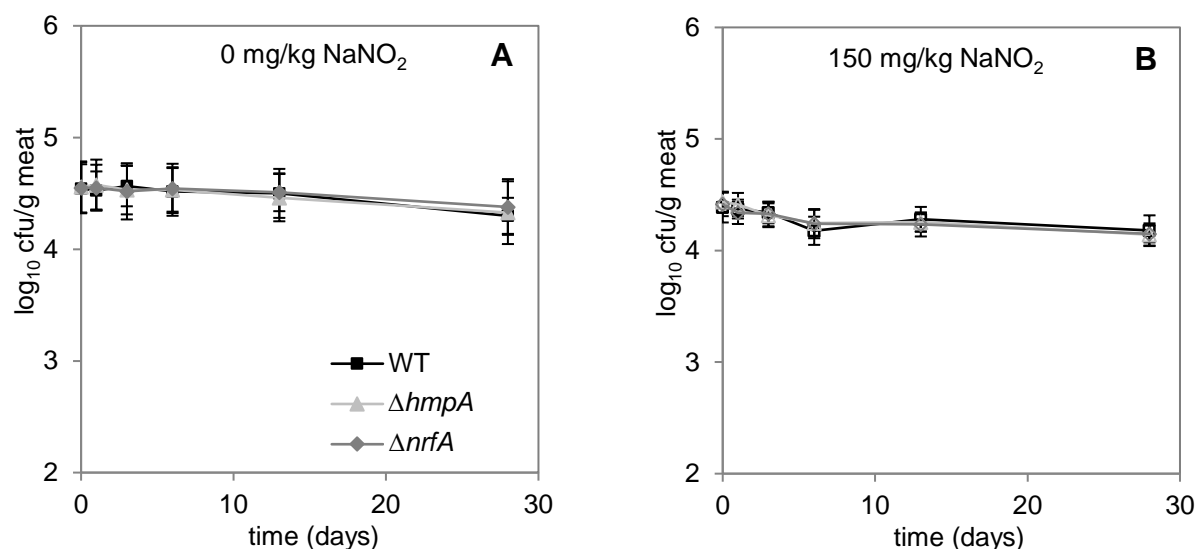 0 mg/kg NaNO₂
A
log₁₀ cfu/g meat
6
5
4
3
2
WT
ΔhmpA
ΔnrfA
0
10
20
30
time (days)
150 mg/kg NaNO₂
B
log₁₀ cfu/g meat
6
5
4
3
2
0
10
20
30
time (days)